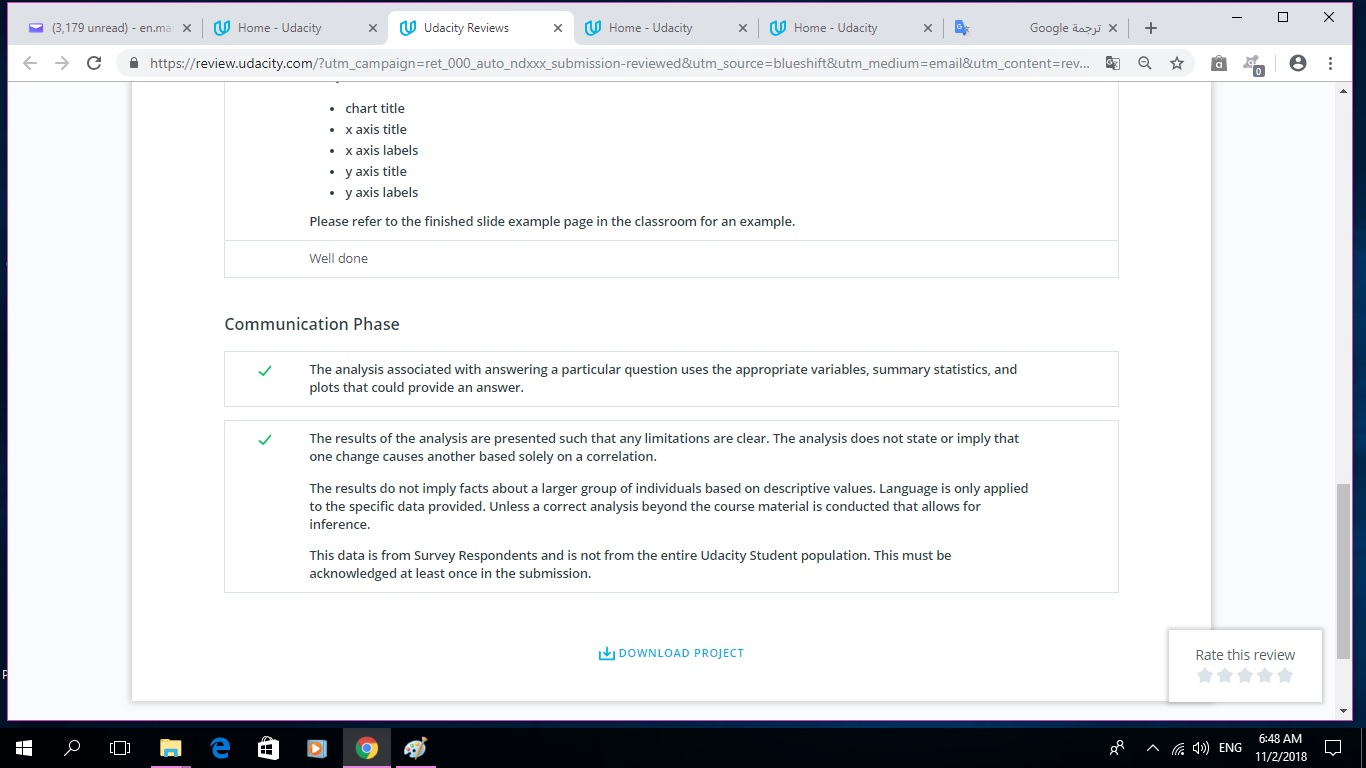 (3,179 unread) - en.ma
Home - Udacity
Udacity Reviews
Home - Udacity
Home - Udacity
ترجمة Google
https://review.udacity.com/?utm_campaign=ret_000_auto_ndxxx_submission-reviewed&utm_source=blueshift&utm_medium=email&utm_content=rev...
0
• chart title
• x axis title
• x axis labels
• y axis title
• y axis labels
Please refer to the finished slide example page in the classroom for an example.
Well done
Communication Phase
The analysis associated with answering a particular question uses the appropriate variables, summary statistics, and
plots that could provide an answer.
The results of the analysis are presented such that any limitations are clear. The analysis does not state or imply that
one change causes another based solely on a correlation.
The results do not imply facts about a larger group of individuals based on descriptive values. Language is only applied
to the specific data provided. Unless a correct analysis beyond the course material is conducted that allows for
inference.
This data is from Survey Respondents and is not from the entire Udacity Student population. This must be
acknowledged at least once in the submission.
DOWNLOAD PROJECT
Rate this review
ENG
6:48 AM
11/2/2018